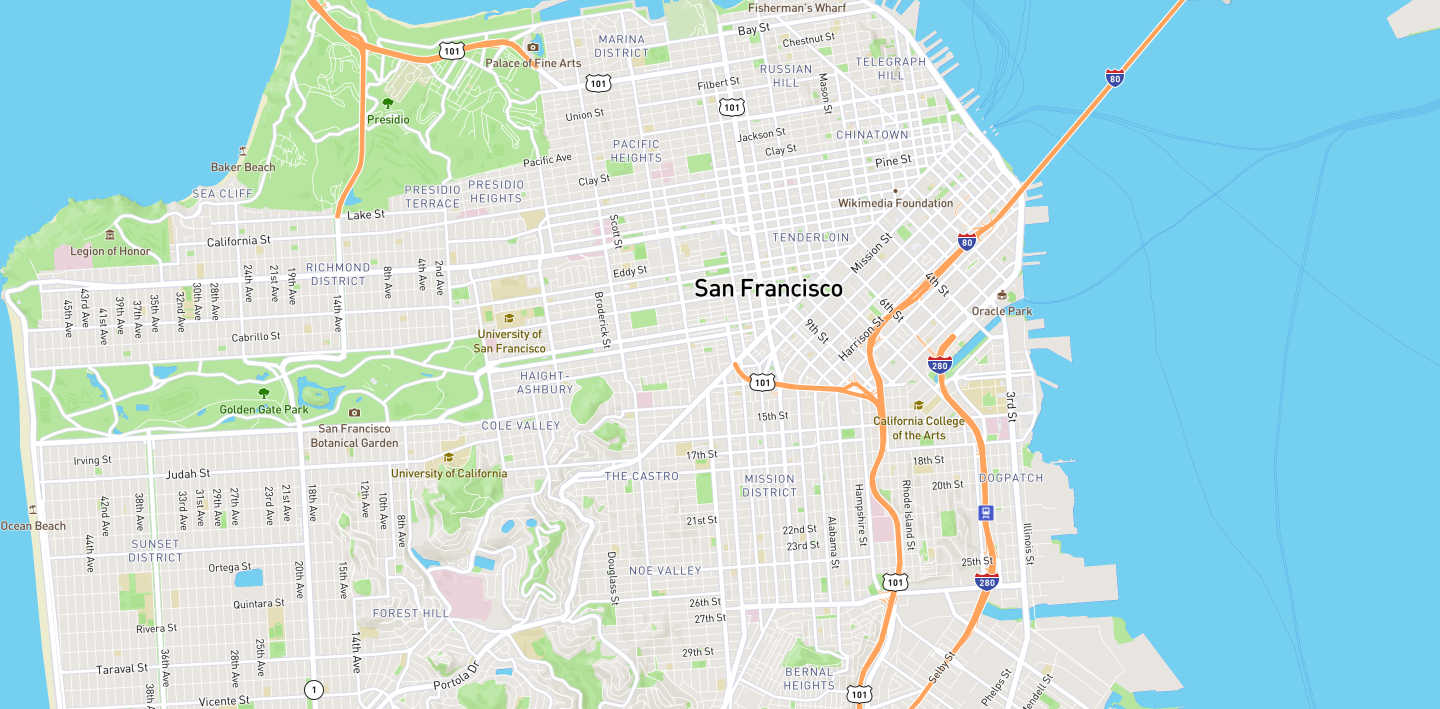 Fisherman's Wharf
Bay St
Chestnut St
MARINA
DISTRICT
101
Palace of Fine Arts
101
Filbert St
RUSSIAN
HILL
Mason St
TELEGRAPH
HILL
80
Presidio
Union St
101
Jackson St
CHINATOWN
Clay St
PACIFIC
HEIGHTS
Pacific Ave
Pine St
Baker Beach
SEA CLIFF
PRESIDIO
TERRACE
PRESIDIO
HEIGHTS
Clay St
Wikimedia Foundation
Lake St
California St
Scott St
TENDERLOIN
Mission St
80
Legion of Honor
RICHMOND
DISTRICT
24th Ave
21st Ave
19th Ave
8th Ave
4th Ave
2nd Ave
Eddy St
San Francisco
4th St
45th Ave
43rd Ave
41st Ave
39th Ave
37th Ave
35th Ave
32nd Ave
30th Ave
28th Ave
14th Ave
Broderick St
6th St
9th St
Harrison St
Oracle Park
Cabrillo St
University of
San Francisco
280
HAIGHT-
ASHBURY
101
Golden Gate Park
San Francisco
Botanical Garden
COLE VALLEY
15th St
California College
of the Arts
3rd St
Irving St
Judah St
University of California
THE CASTRO
17th St
MISSION
DISTRICT
18th St
20th St
DOGPATCH
Ocean Beach
42nd Ave
38th Ave
33rd Ave
31st Ave
29th Ave
27th Ave
23rd Ave
21st Ave
18th Ave
12th Ave
10th Ave
8th Ave
21st St
22nd St
23rd St
Alabama St
Hampshire St
Rhode Island St
Illinois St
44th Ave
SUNSET
DISTRICT
Ortega St
20th Ave
15th Ave
Douglass St
NOE VALLEY
25th St
101
280
Quintara St
FOREST HILL
26th St
27th St
Rivera St
36th Ave
28th Ave
25th Ave
14th Ave
29th St
Taraval St
Portola Dr
BERNAL
HEIGHTS
Selby St
Phelps St
Vicente St
38th Ave
1
101